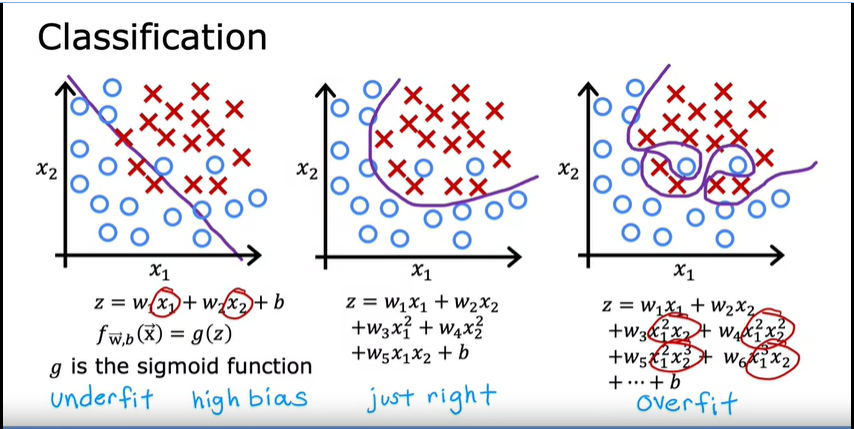 Classification
x₂
x₁
z = w₁x₁ + w₂x₂ + b
f_w⃗,b(x⃗) = g(z)
g is the sigmoid function
underfit high bias
x₂
x₁
z = w₁x₁ + w₂x₂
+w₃x₁² + w₄x₂²
+w₅x₁x₂ + b
just right
x₂
x₁
z = w₁x₁ + w₂x₂
+w₃x₁²x₂ + w₄x₁²x₂²
+w₅x₁²x₂³ + w₆x₁³x₂
+ ⋯ + b
overfit